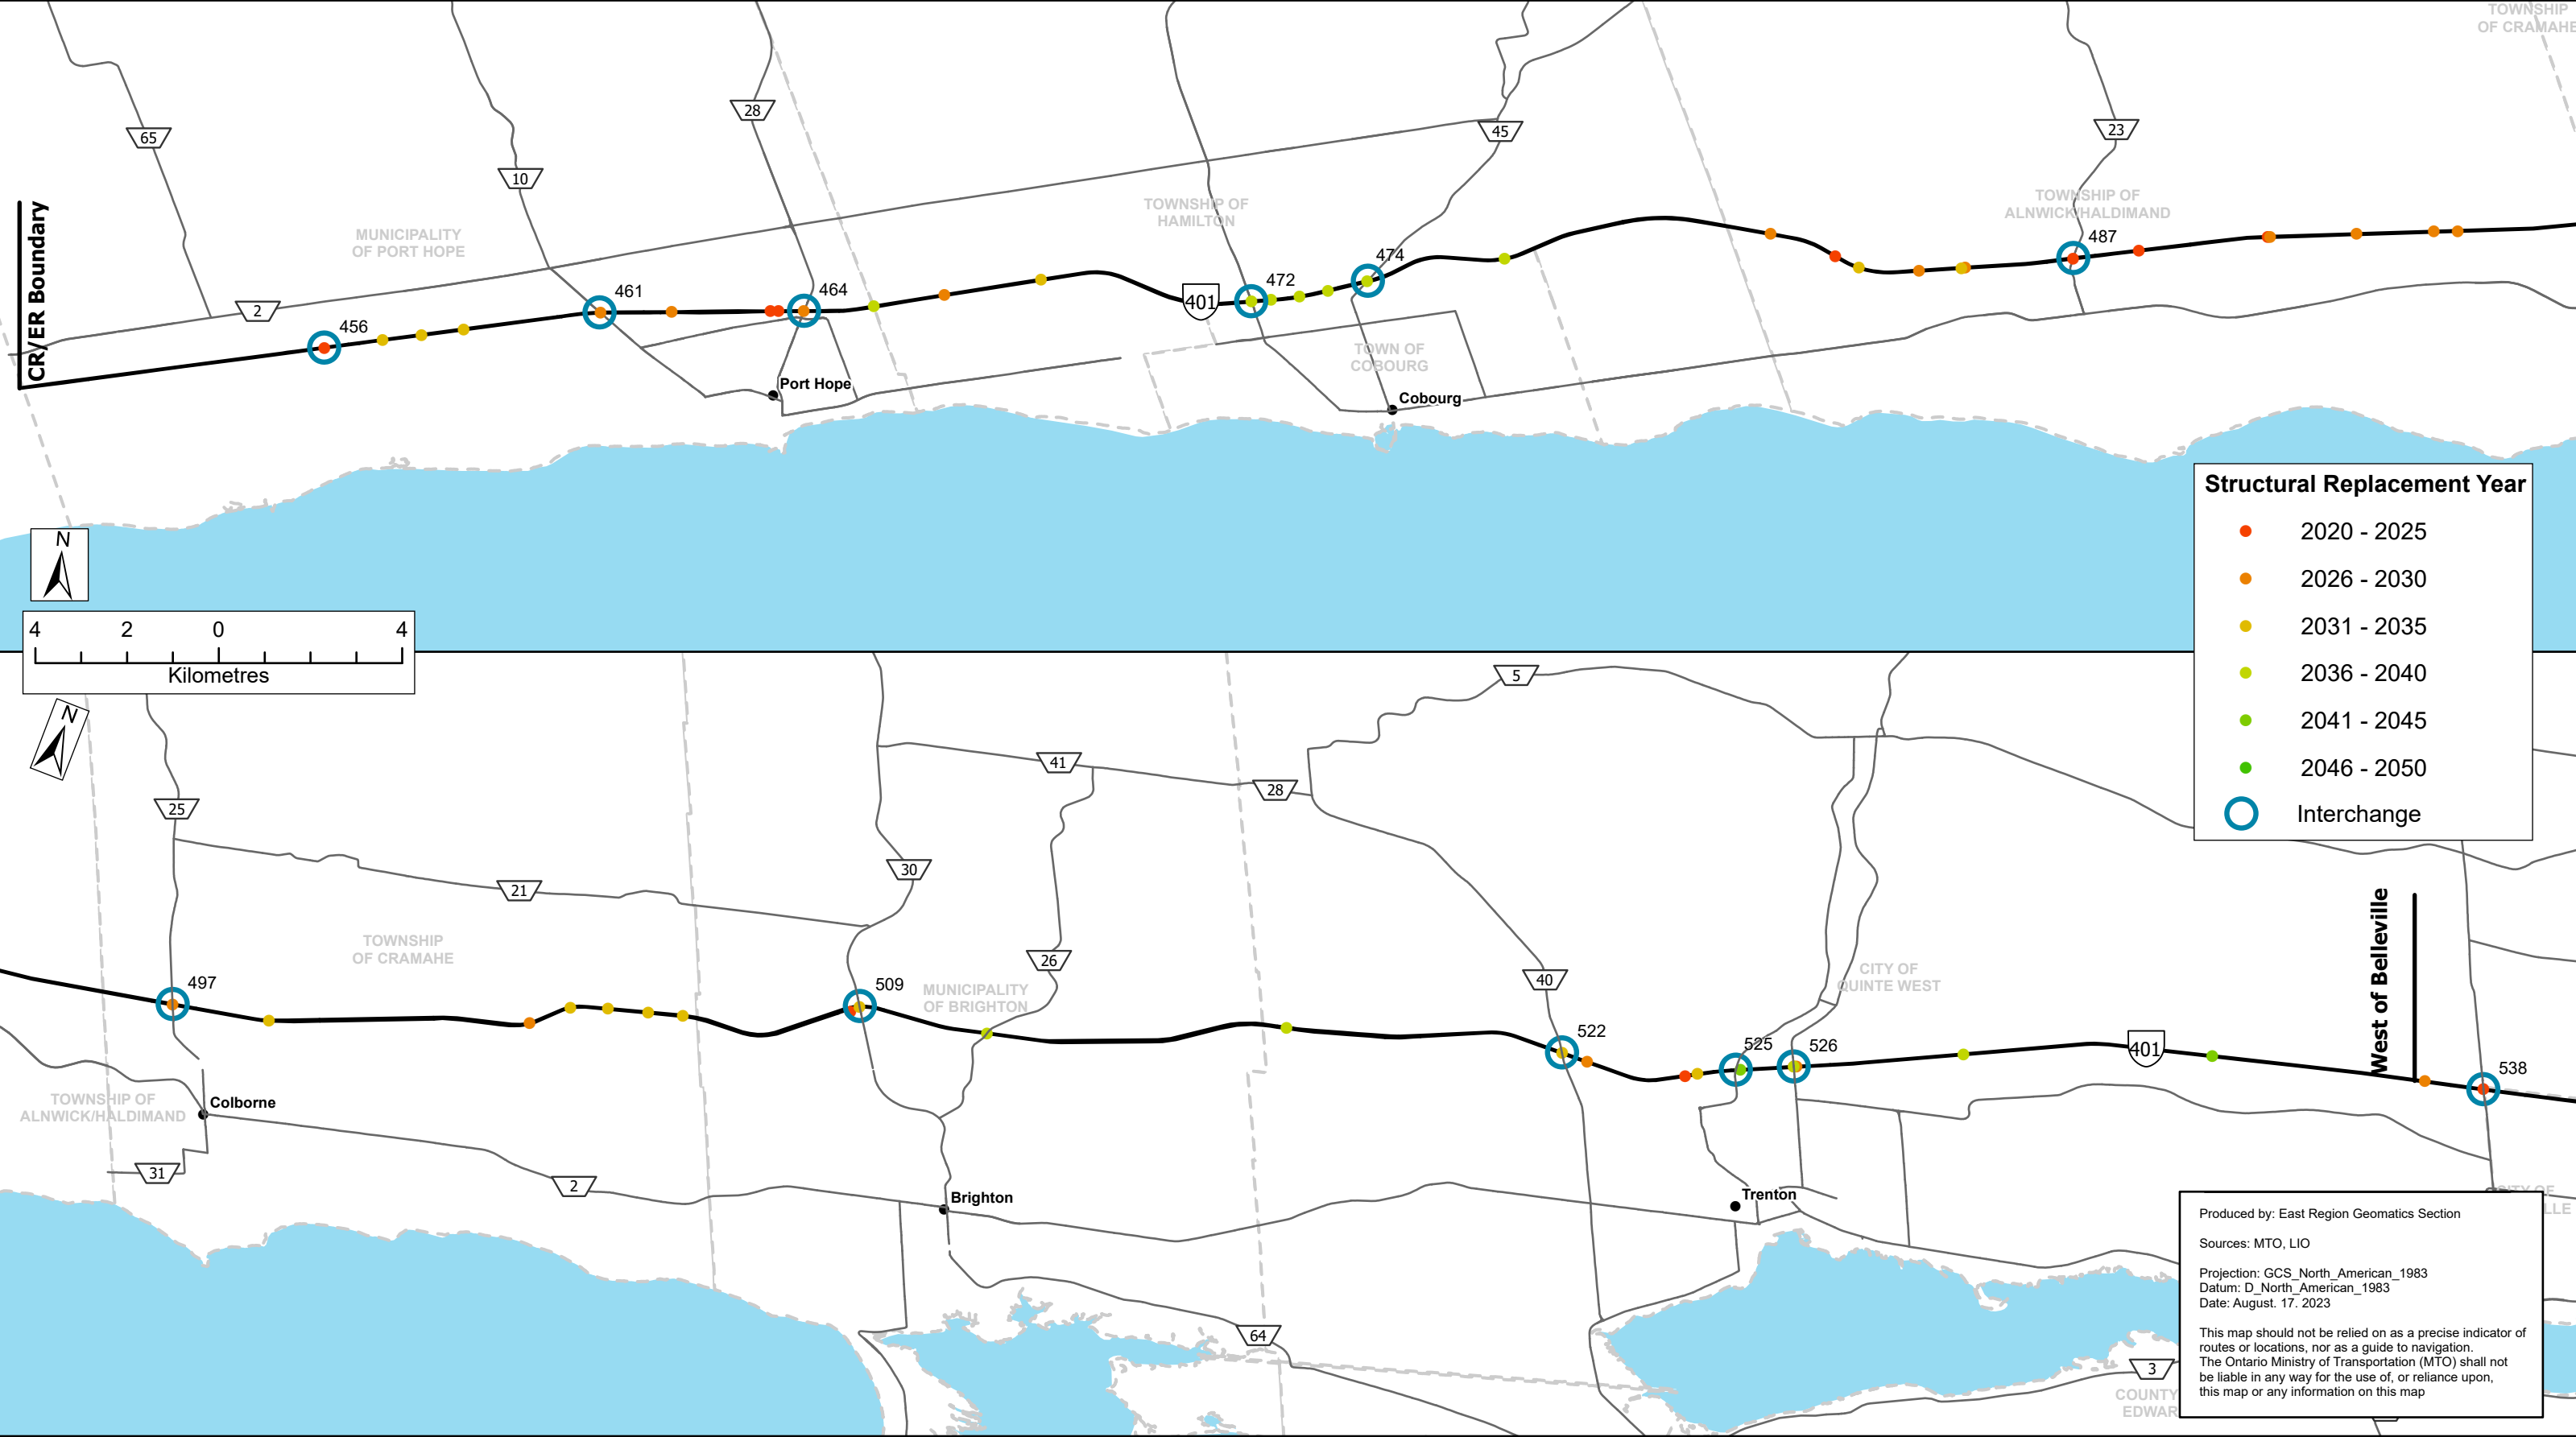 TOWNSHIP
OF CRAMAHE
65
28
45
23
10
CR/ER Boundary
MUNICIPALITY
OF PORT HOPE
TOWNSHIP OF
HAMILTON
TOWNSHIP OF
ALNWICK/HALDIMAND
487
474
472
461
464
401
2
456
TOWN OF
COBOURG
Port Hope
Cobourg
Structural Replacement Year
2020 - 2025
2026 - 2030
2031 - 2035
2036 - 2040
2041 - 2045
2046 - 2050
Interchange
N
4 2 0 4
Kilometres
N
5
41
28
25
30
21
TOWNSHIP
OF CRAMAHE
26
40
CITY OF
QUINTE WEST
West of Belleville
497
509
MUNICIPALITY
OF BRIGHTON
522
525
526
401
538
TOWNSHIP OF
ALNWICK/HALDIMAND
Colborne
31
2
Brighton
Trenton
CITY OF
LLE
64
3
COUNTY
EDWAR
Produced by: East Region Geomatics Section
Sources: MTO, LIO
Projection: GCS_North_American_1983
Datum: D_North_American_1983
Date: August. 17. 2023
This map should not be relied on as a precise indicator of
routes or locations, nor as a guide to navigation.
The Ontario Ministry of Transportation (MTO) shall not
be liable in any way for the use of, or reliance upon,
this map or any information on this map